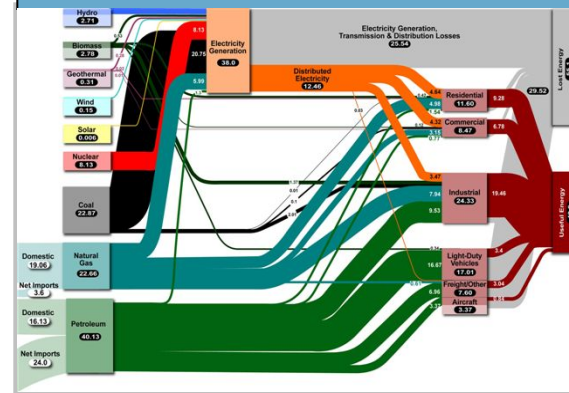 Hydro
2.71
Biomass
2.78
Geothermal
0.31
Wind
0.15
Solar
0.006
Nuclear
8.13
Coal
22.87
Domestic
19.06
Natural
Gas
22.66
Net Imports
3.6
Domestic
16.13
Petroleum
40.13
Net Imports
24.0
8.13
20.75
5.99
Electricity
Generation
38.0
Electricity Generation,
Transmission & Distribution Losses
25.54
Distributed
Electricity
12.46
4.64
4.98
Residential
11.60
9.28
4.32
3.15
Commercial
8.47
6.78
3.47
7.94
9.53
Industrial
24.33
19.46
16.67
Light-Duty
Vehicles
17.01
3.4
6.96
Freight/Other
7.60
3.04
Aircraft
3.37
29.52
Lost Energy
Useful Energy